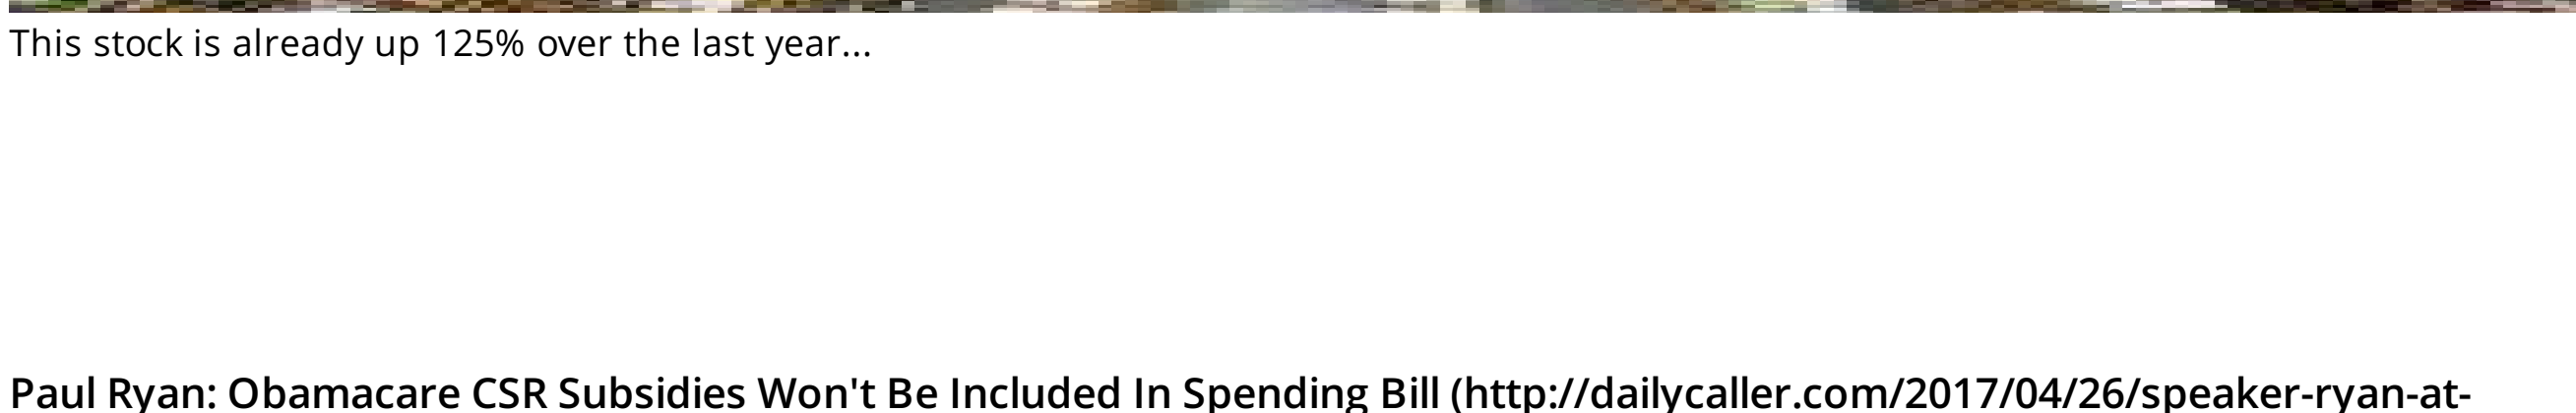 This stock is already up 125% over the last year...
Paul Ryan: Obamacare CSR Subsidies Won't Be Included In Spending Bill (http://dailycaller.com/2017/04/26/speaker-ryan-at-